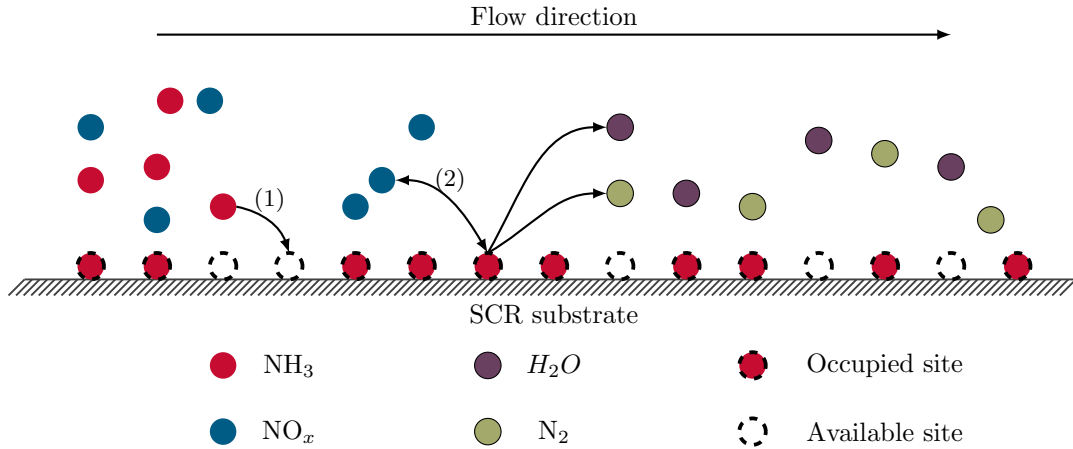 Flow direction
(1)
(2)
SCR substrate
NH₃ H₂O Occupied site
NOₓ N₂ Available site